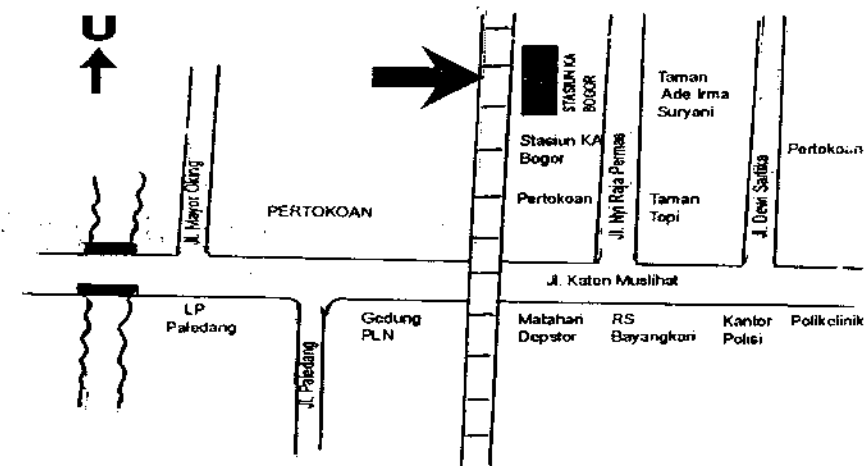 U
STASIUN KA
BOGOR
Taman
Ade Irma
Suryani
Stasiun KA
Bogor
Jl. Mayor Oking
PERTOKOAN
Pertokoan
Jl. Nyi Raja Permas
Taman
Topi
Jl. Dewi Sartika
Pertokoan
Jl. Katen Muslihat
LP
Paledang
Jl. Paledang
Gedung
PLN
Matahari
Depstor
RS
Bayangkari
Kantor
Polisi
Polikclinik